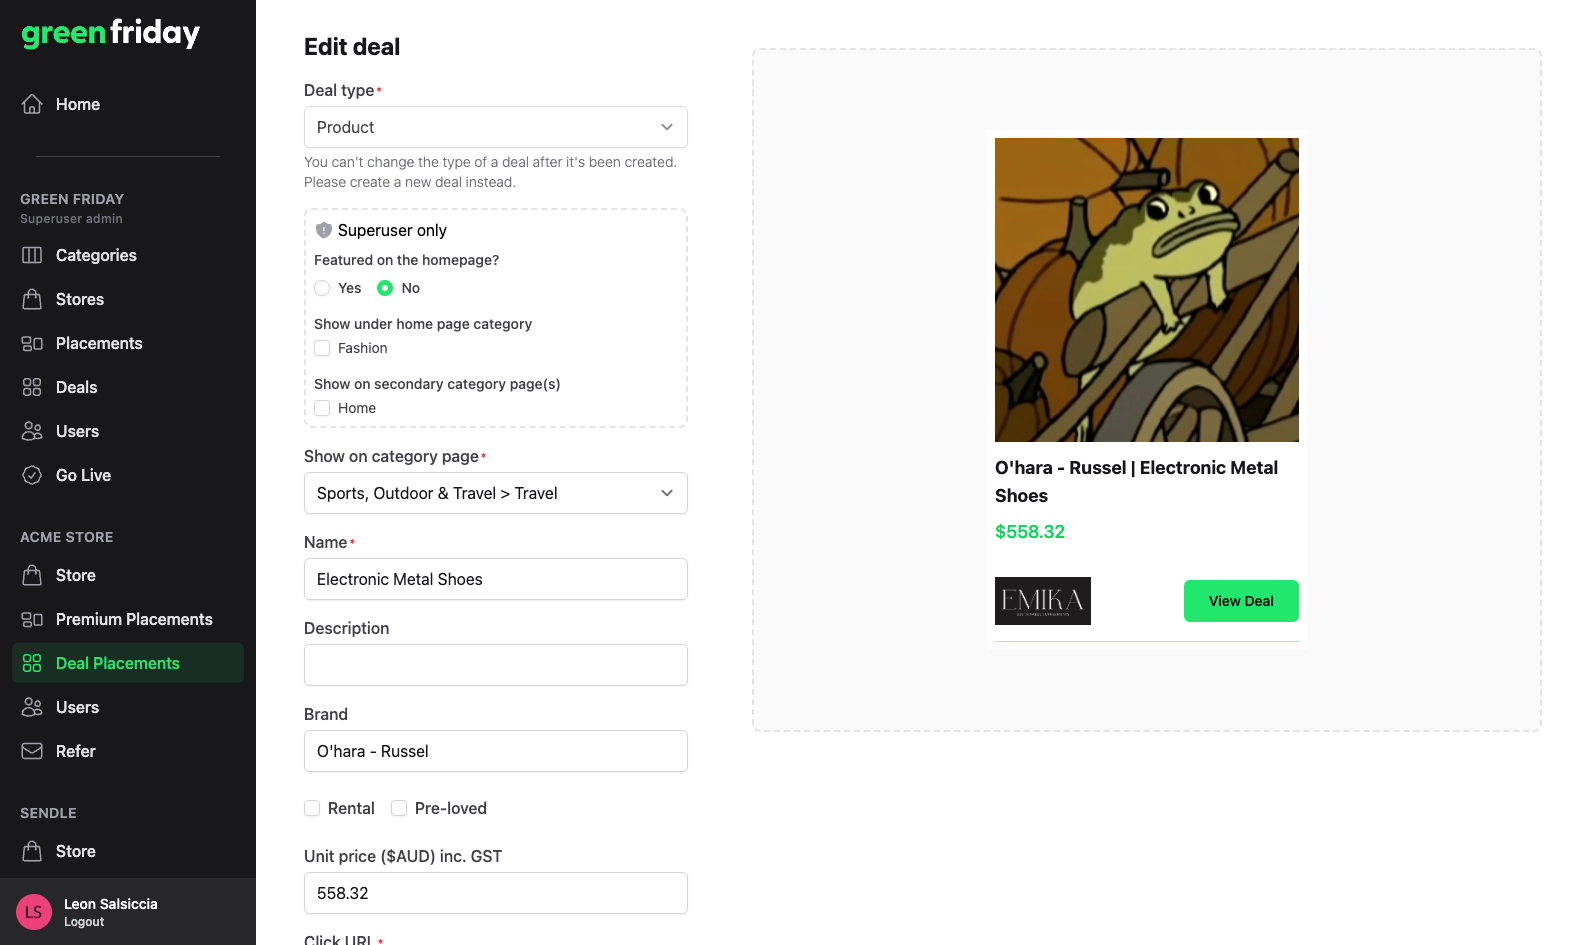 greenfriday
Home
GREEN FRIDAY
Superuser admin
Categories
Stores
Placements
Deals
Users
Go Live
ACME STORE
Store
Premium Placements
Deal Placements
Users
Refer
SENDLE
Store
LS
Leon Salsiccia
Logout
Edit deal
Deal type*
Product
You can't change the type of a deal after it's been created.
Please create a new deal instead.
Superuser only
Featured on the homepage?
Yes No
Show under home page category
Fashion
Show on secondary category page(s)
Home
Show on category page*
Sports, Outdoor & Travel > Travel
Name*
Electronic Metal Shoes
Description
Brand
O'hara - Russel
Rental Pre-loved
Unit price ($AUD) inc. GST
558.32
Click URL*
O'hara - Russel | Electronic Metal
Shoes
$558.32
EMIKA
View Deal